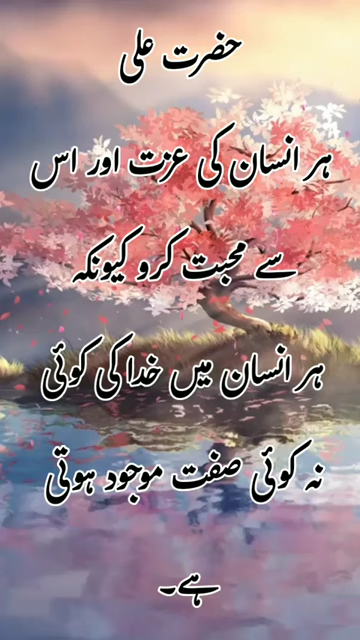 حضرت علی
ہر انسان کی عزت اور اس
سے محبت کرو کیونکہ
ہر انسان میں خدا کی کوئی
نہ کوئی صفت موجود ہوتی
ہے۔